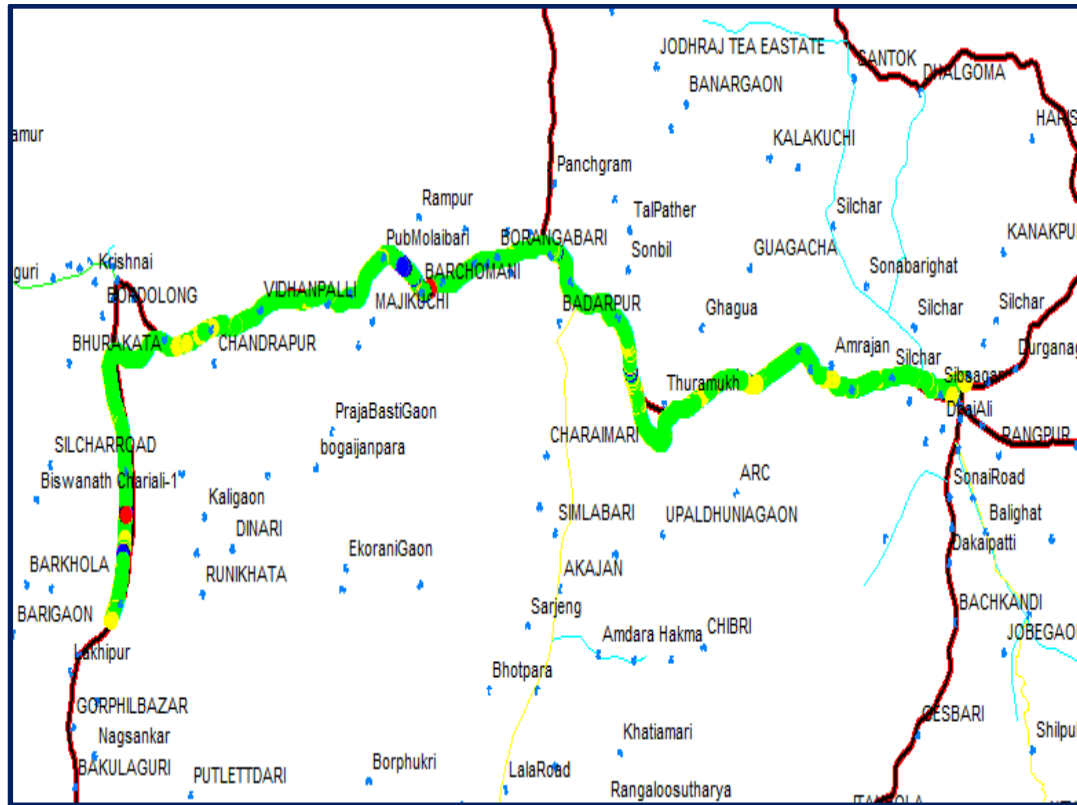 JODHRAJ TEA EASTATE
SANTOK
DHALGOMA
BANARGAON
HARIS
amur
KALAKUCHI
Panchgram
Rampur
TalPather
Silchar
PubMolaibari
BORANGABARI
Sonbil
GUAGACHA
KANAKPU
guri
Krishnai
BARCHOMANI
Sonabarighat
BORDOLONG
VIDHANPALLI
MAJIKUCHI
BADARPUR
Ghagua
Silchar
Silchar
BHURAKATA
CHANDRAPUR
Amrajan
Silchar
Durganag
Thuramukh
Sibsagar
PrajaBastiGaon
DhaiAli
SILCHARROAD
bogaijanpara
CHARAIMARI
RANGPUR
Biswanath Chariali-1
Kaligaon
ARC
SonaiRoad
DINARI
SIMLABARI
UPALDHUNIAGAON
Balighat
BARKHOLA
RUNIKHATA
EkoraniGaon
AKAJAN
Dakaipatti
BARIGAON
Sarjeng
BACHKANDI
Lakhipur
Amdara Hakma
CHIBRI
JOBEGAON
Bhotpara
GORPHILBAZAR
GESBARI
Nagsankar
Khatiamari
Shilpu
BAKULAGURI
PUTLETTDARI
Borphukri
LalaRoad
Rangaloosutharya